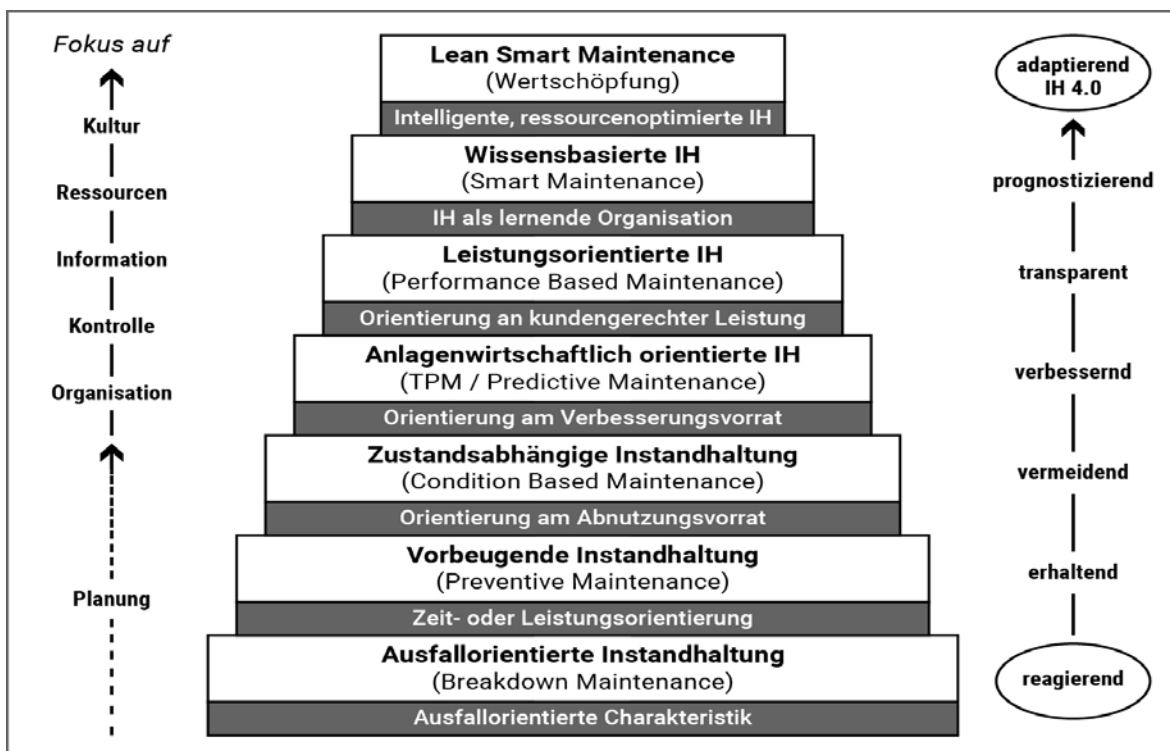 Fokus auf
Kultur
Ressourcen
Information
Kontrolle
Organisation
Planung
Lean Smart Maintenance
(Wertschöpfung)
Intelligente, ressourcenoptimierte IH
Wissensbasierte IH
(Smart Maintenance)
IH als lernende Organisation
Leistungsorientierte IH
(Performance Based Maintenance)
Orientierung an kundengerechter Leistung
Anlagenwirtschaftlich orientierte IH
(TPM / Predictive Maintenance)
Orientierung am Verbesserungsvorrat
Zustandsabhängige Instandhaltung
(Condition Based Maintenance)
Orientierung am Abnutzungsvorrat
Vorbeugende Instandhaltung
(Preventive Maintenance)
Zeit- oder Leistungsorientierung
Ausfallorientierte Instandhaltung
(Breakdown Maintenance)
Ausfallorientierte Charakteristik
adaptierend
IH 4.0
prognostizierend
transparent
verbessernd
vermeidend
erhaltend
reagierend